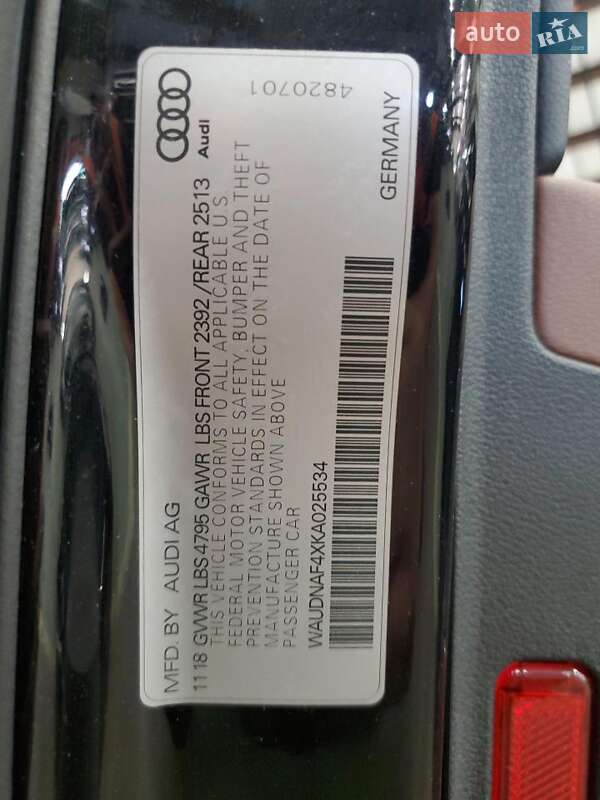 auto RIA
MFD. BY AUDI AG
11 18 GVWR LBS 4795 GAWR LBS FRONT 2392/REAR 2513
THIS VEHICLE CONFORMS TO ALL APPLICABLE U.S.
FEDERAL MOTOR VEHICLE SAFETY, BUMPER AND THEFT
PREVENTION STANDARDS IN EFFECT ON THE DATE OF
MANUFACTURE SHOWN ABOVE
PASSENGER CAR
WAUDNAF4XKA025534
Audi
4820701
GERMANY